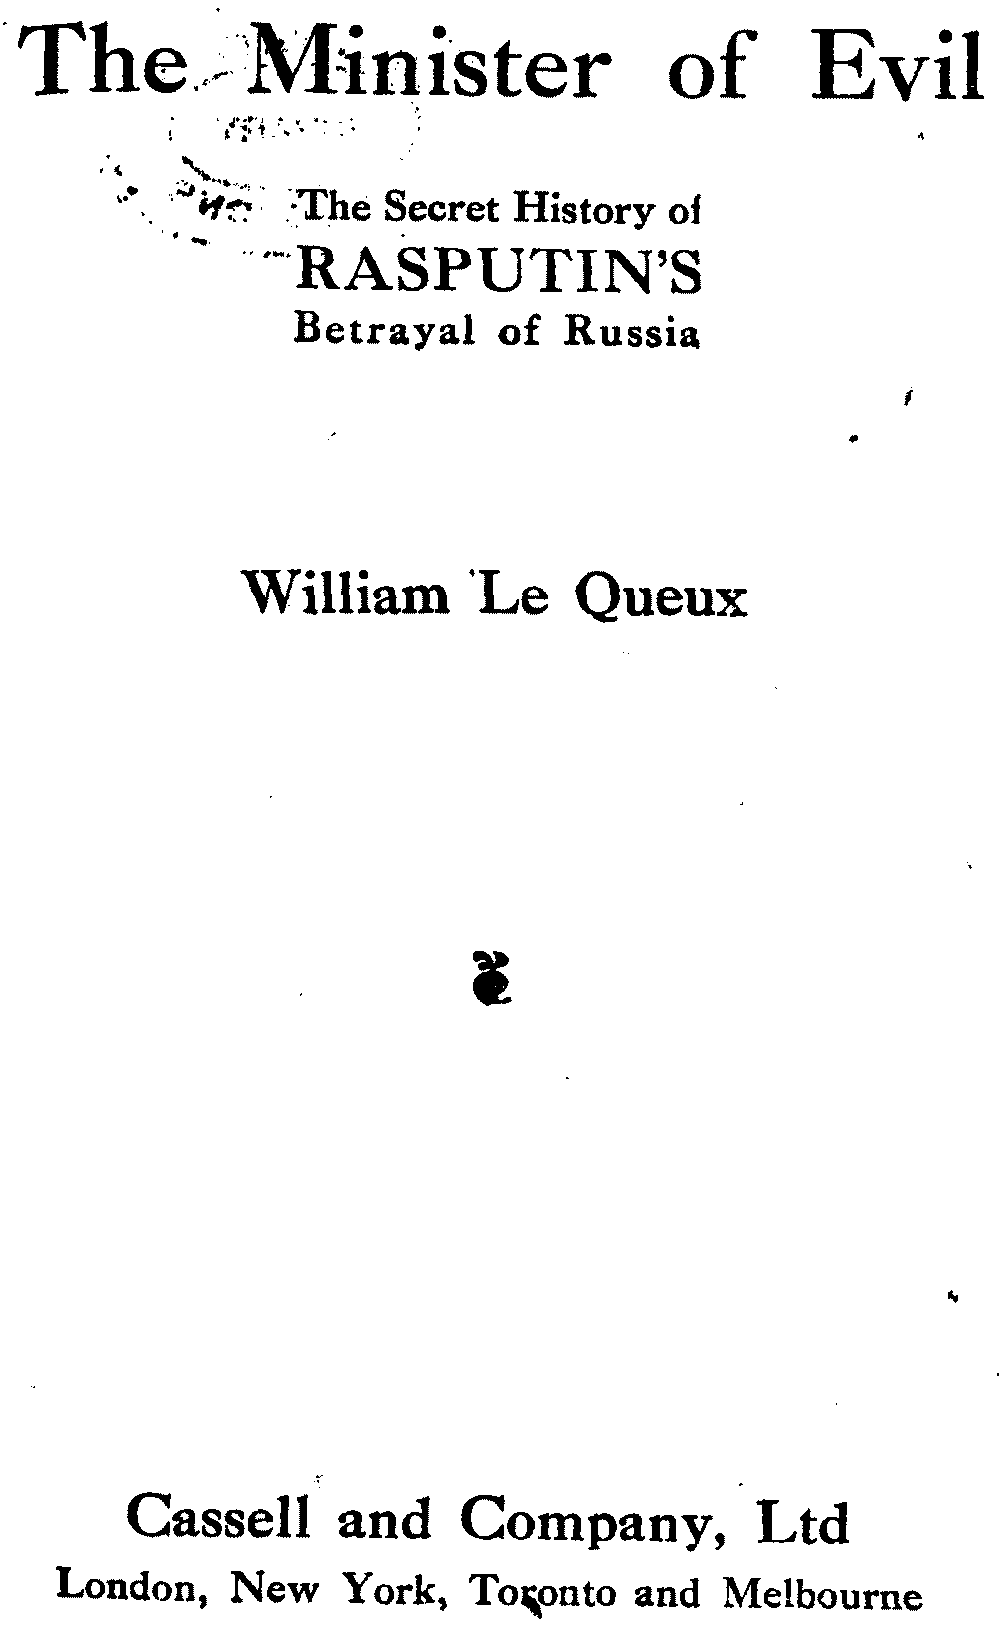 The Minister of Evil
The Secret History of
RASPUTIN'S
Betrayal of Russia
William Le Queux
Cassell and Company, Ltd
London, New York, Toronto and Melbourne